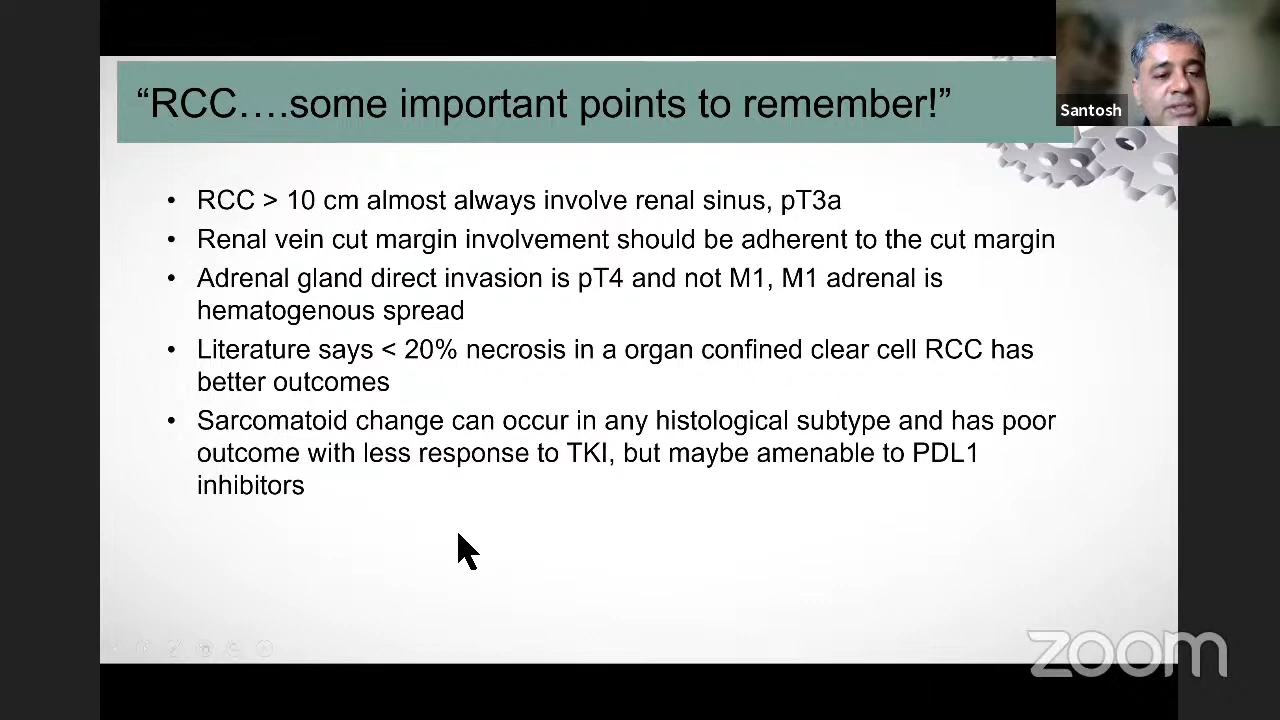 “RCC….some important points to remember!”
Santosh
• RCC > 10 cm almost always involve renal sinus, pT3a
• Renal vein cut margin involvement should be adherent to the cut margin
• Adrenal gland direct invasion is pT4 and not M1, M1 adrenal is
hematogenous spread
• Literature says < 20% necrosis in a organ confined clear cell RCC has
better outcomes
• Sarcomatoid change can occur in any histological subtype and has poor
outcome with less response to TKI, but maybe amenable to PDL1
inhibitors
zoom